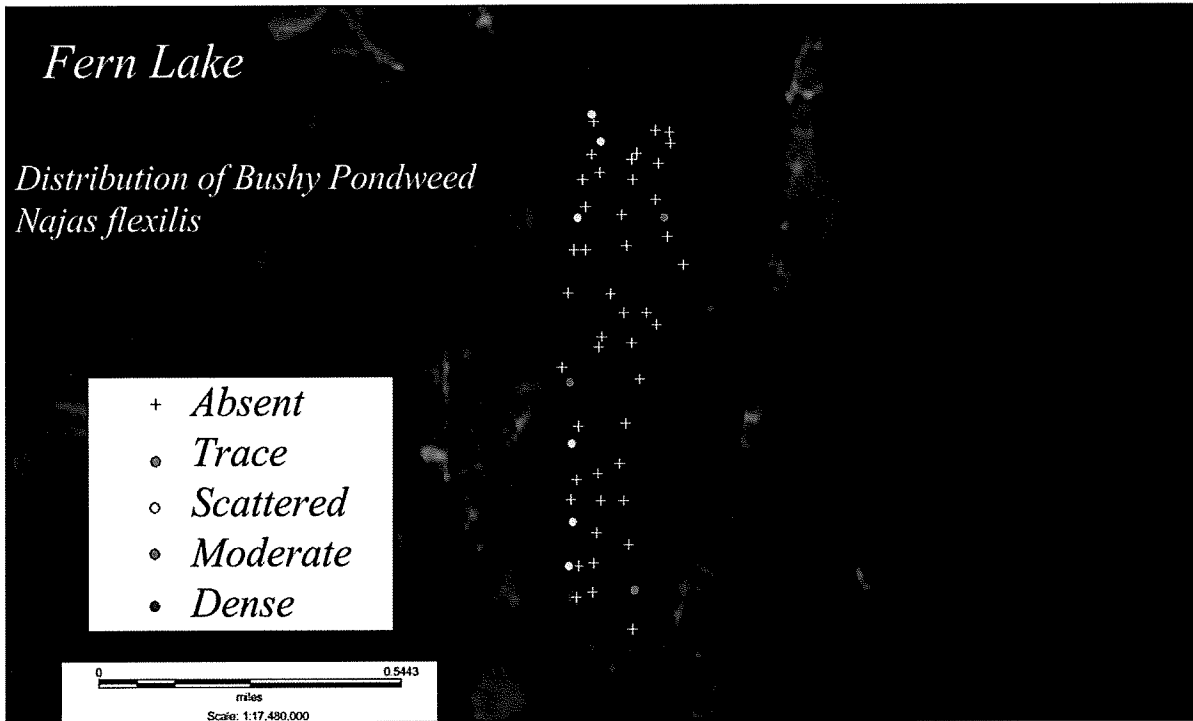 Fern Lake
Distribution of Bushy Pondweed
Najas flexilis
Absent
Trace
Scattered
Moderate
Dense
0 0.5443
miles
Scale: 1:17,480,000